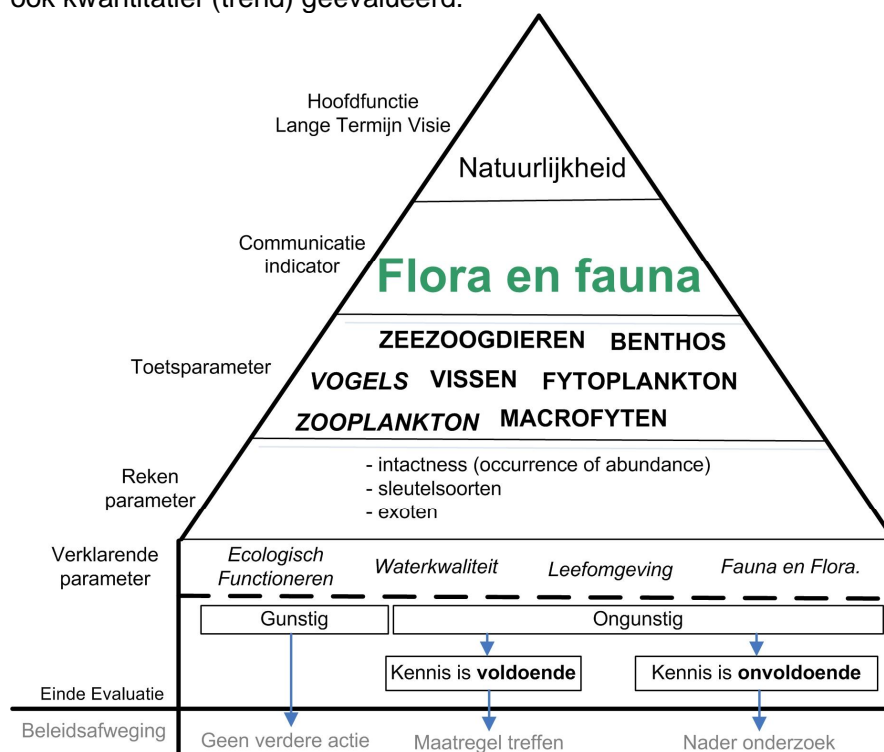 ook kwantitatief (trend) geëvalueerd.
Hoofdfunctie
Lange Termijn Visie
Natuurlijkheid
Communicatie
indicator
Flora en fauna
Toetsparameter
ZEEZOOGDIEREN BENTHOS
VOGELS VISSEN FYTOPLANKTON
ZOOPLANKTON MACROFYTEN
Reken
parameter
- intactness (occurrence of abundance)
- sleutelsoorten
- exoten
Verklarende
parameter
Ecologisch
Functioneren
Waterkwaliteit
Leefomgeving
Fauna en Flora.
Gunstig
Ongunstig
Kennis is voldoende
Kennis is onvoldoende
Einde Evaluatie
Beleidsafweging
Geen verdere actie
Maatregel treffen
Nader onderzoek